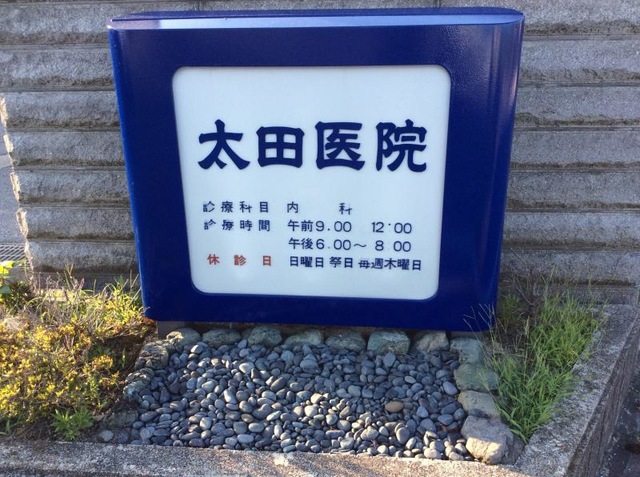 太田医院
診療科目 内 科
診療時間 午前9.00 12:00
午後6.00〜8.00
休診日 日曜日 祭日 毎週木曜日